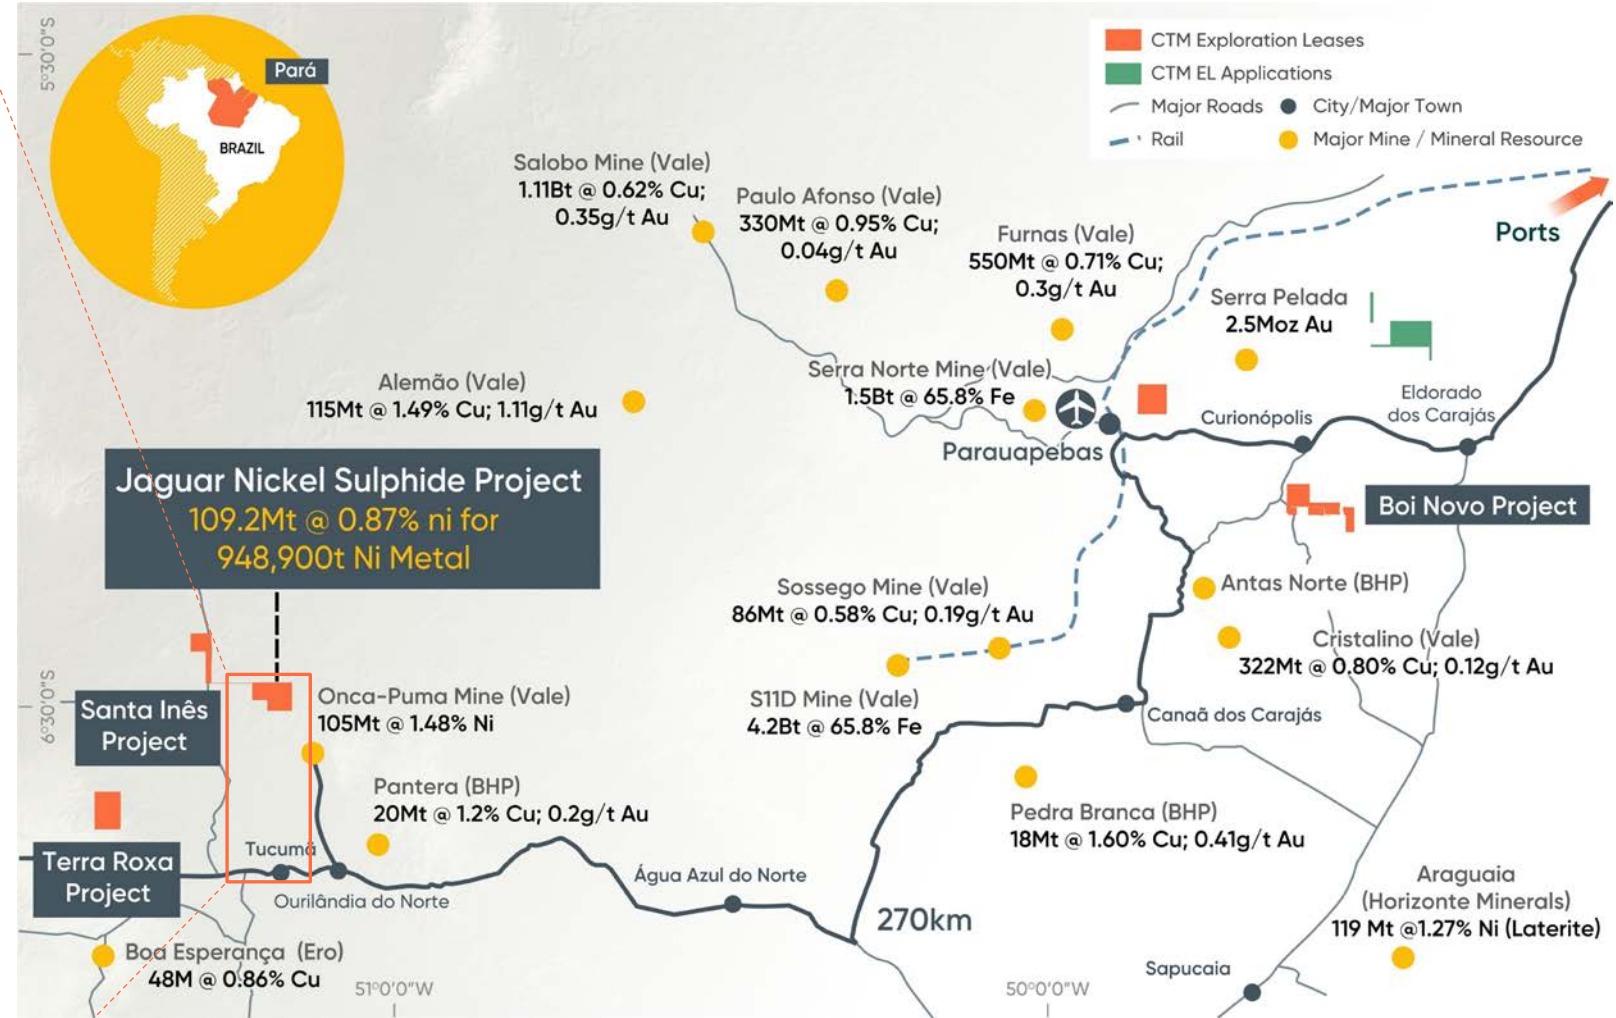 5°30'0"S
Pará
BRAZIL
CTM Exploration Leases
CTM EL Applications
Major Roads
City/Major Town
Rail
Major Mine / Mineral Resource
Salobo Mine (Vale)
1.11Bt @ 0.62% Cu;
0.35g/t Au
Paulo Afonso (Vale)
330Mt @ 0.95% Cu;
0.04g/t Au
Furnas (Vale)
550Mt @ 0.71% Cu;
0.3g/t Au
Ports
Serra Pelada
2.5Moz Au
Alemão (Vale)
115Mt @ 1.49% Cu; 1.11g/t Au
Serra Norte Mine (Vale)
1.5Bt @ 65.8% Fe
Parauapebas
Curionópolis
Eldorado
dos Carajás
Jaguar Nickel Sulphide Project
109.2Mt @ 0.87% ni for
948,900t Ni Metal
Boi Novo Project
Sossego Mine (Vale)
86Mt @ 0.58% Cu; 0.19g/t Au
Antas Norte (BHP)
Cristalino (Vale)
322Mt @ 0.80% Cu; 0.12g/t Au
6°30'0"S
Santa Inês
Project
Onca-Puma Mine (Vale)
105Mt @ 1.48% Ni
S11D Mine (Vale)
4.2Bt @ 65.8% Fe
Canaã dos Carajás
Pantera (BHP)
20Mt @ 1.2% Cu; 0.2g/t Au
Pedra Branca (BHP)
18Mt @ 1.60% Cu; 0.41g/t Au
Terra Roxa
Project
Tucumã
Ourilândia do Norte
Água Azul do Norte
270km
Araguaia
(Horizonte Minerals)
119 Mt @1.27% Ni (Laterite)
Boa Esperança (Ero)
48M @ 0.86% Cu
Sapucaia
51°0'0"W
50°0'0"W